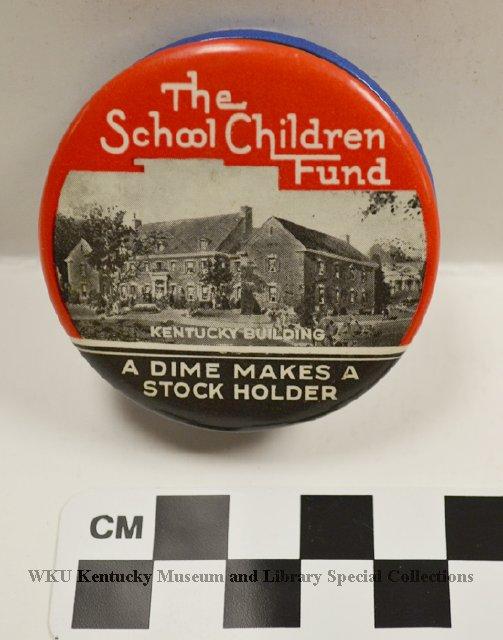 The
School Children
Fund
KENTUCKY BUILDING
A DIME MAKES A
STOCK HOLDER
CM
WKU Kentucky Museum and Library Special Collections